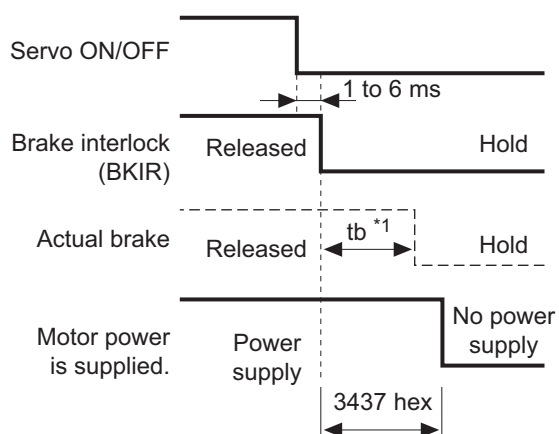 Servo ON/OFF
1 to 6 ms
Brake interlock
(BKIR)
Released
Hold
Actual brake
Released
tb *1
Hold
Motor power
is supplied.
Power
supply
No power
supply
3437 hex